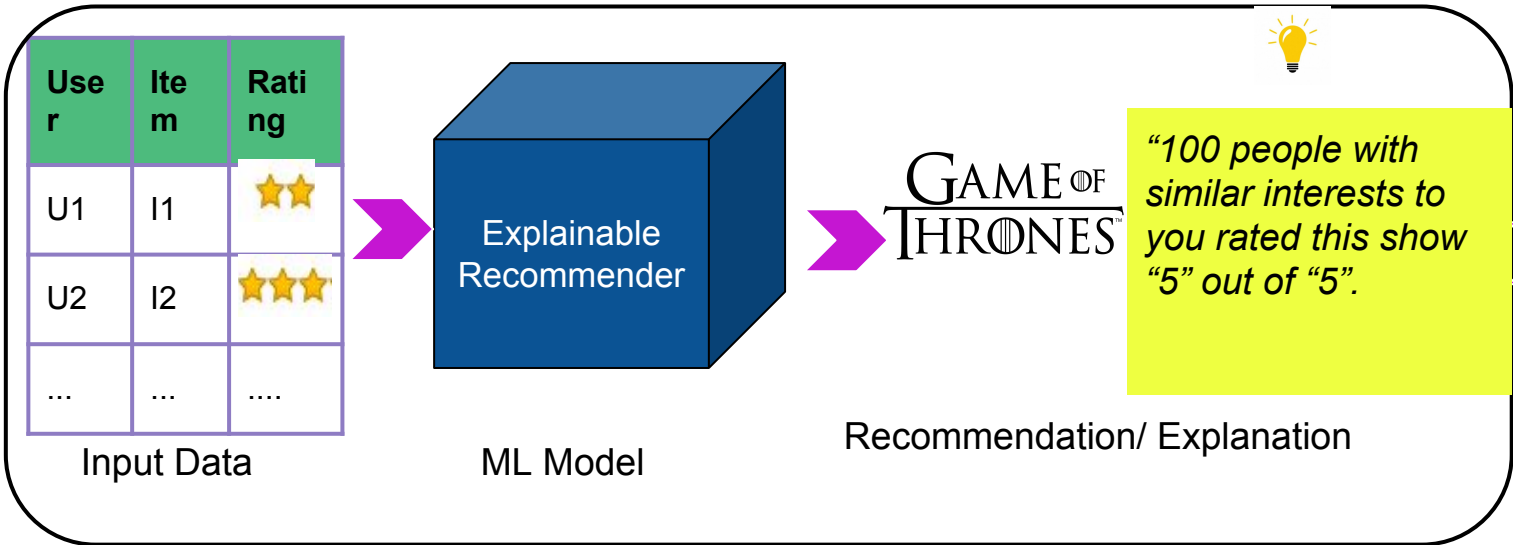 Use
r
Ite
m
Rati
ng
U1
I1
U2
I2
...
...
....
Input Data
Explainable
Recommender
ML Model
GAME OF
THRONES™
“100 people with
similar interests to
you rated this show
“5” out of “5”.
Recommendation/ Explanation